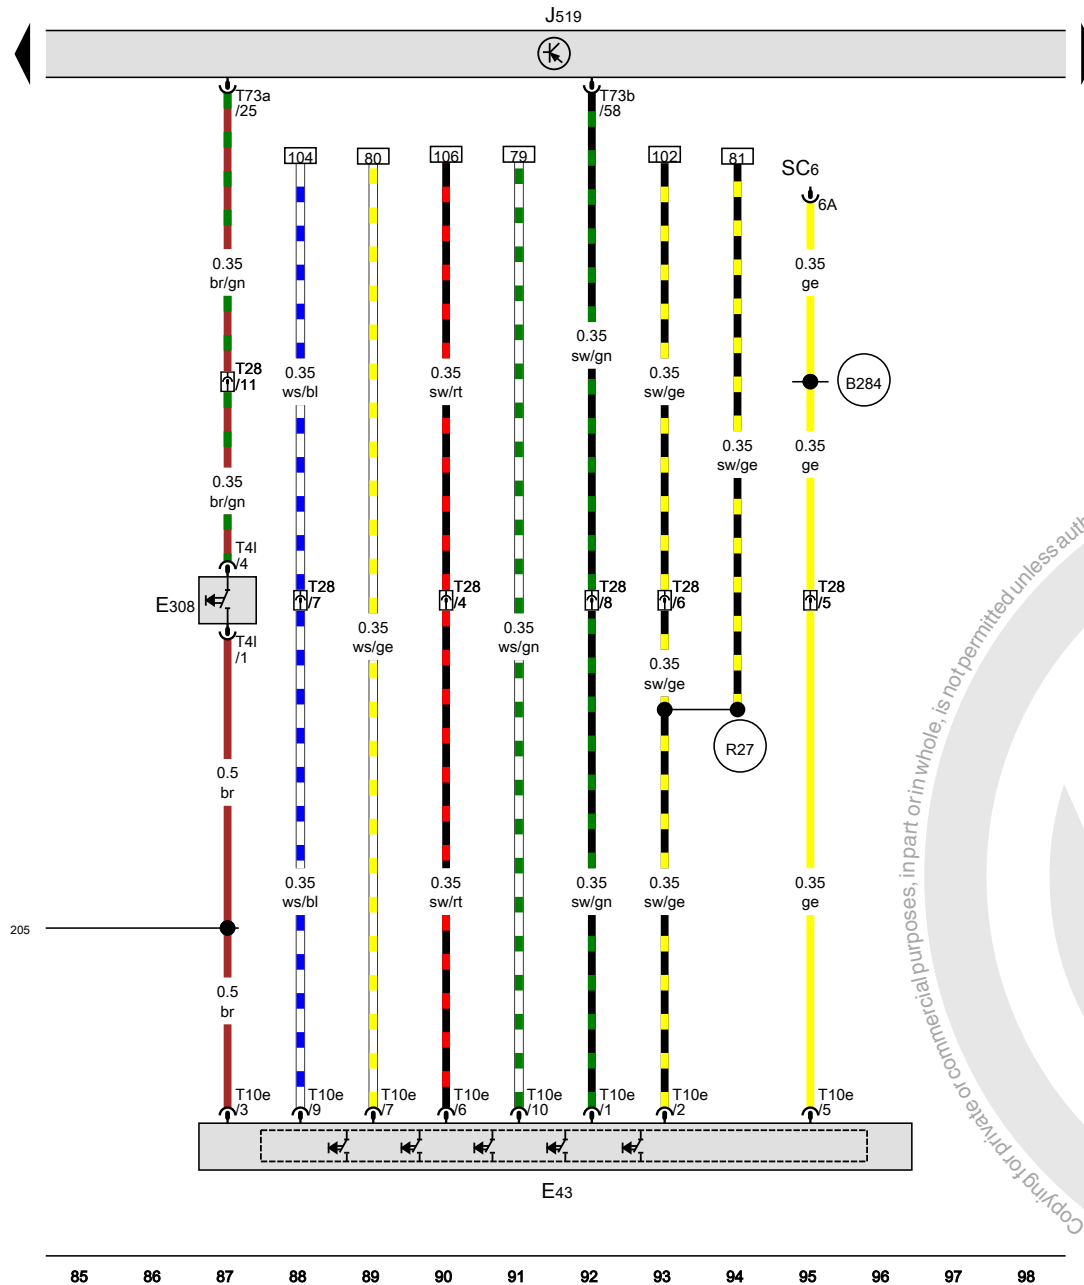 J519
T73a
/25
T73b
/58
104
80
106
79
102
81
SC6
6A
0.35
br/gn
0.35
ge
0.35
sw/gn
T28
/11
0.35
ws/bl
0.35
sw/rt
0.35
sw/ge
B284
0.35
sw/ge
0.35
ge
0.35
br/gn
T4l
/4
E308
T28
/7
T28
/4
T28
/8
T28
/6
T28
/5
T4l
/1
0.35
ws/ge
0.35
ws/gn
0.35
sw/ge
R27
0.5
br
0.35
ws/bl
0.35
sw/rt
0.35
sw/gn
0.35
sw/ge
0.35
ge
205
0.5
br
T10e
/3
T10e
/9
T10e
/7
T10e
/6
T10e
/10
T10e
/1
T10e
/2
T10e
/5
E43
85 86 87 88 89 90 91 92 93 94 95 96 97 98
Copying for private or commercial purposes, in part or in whole, is not permitted unless auth